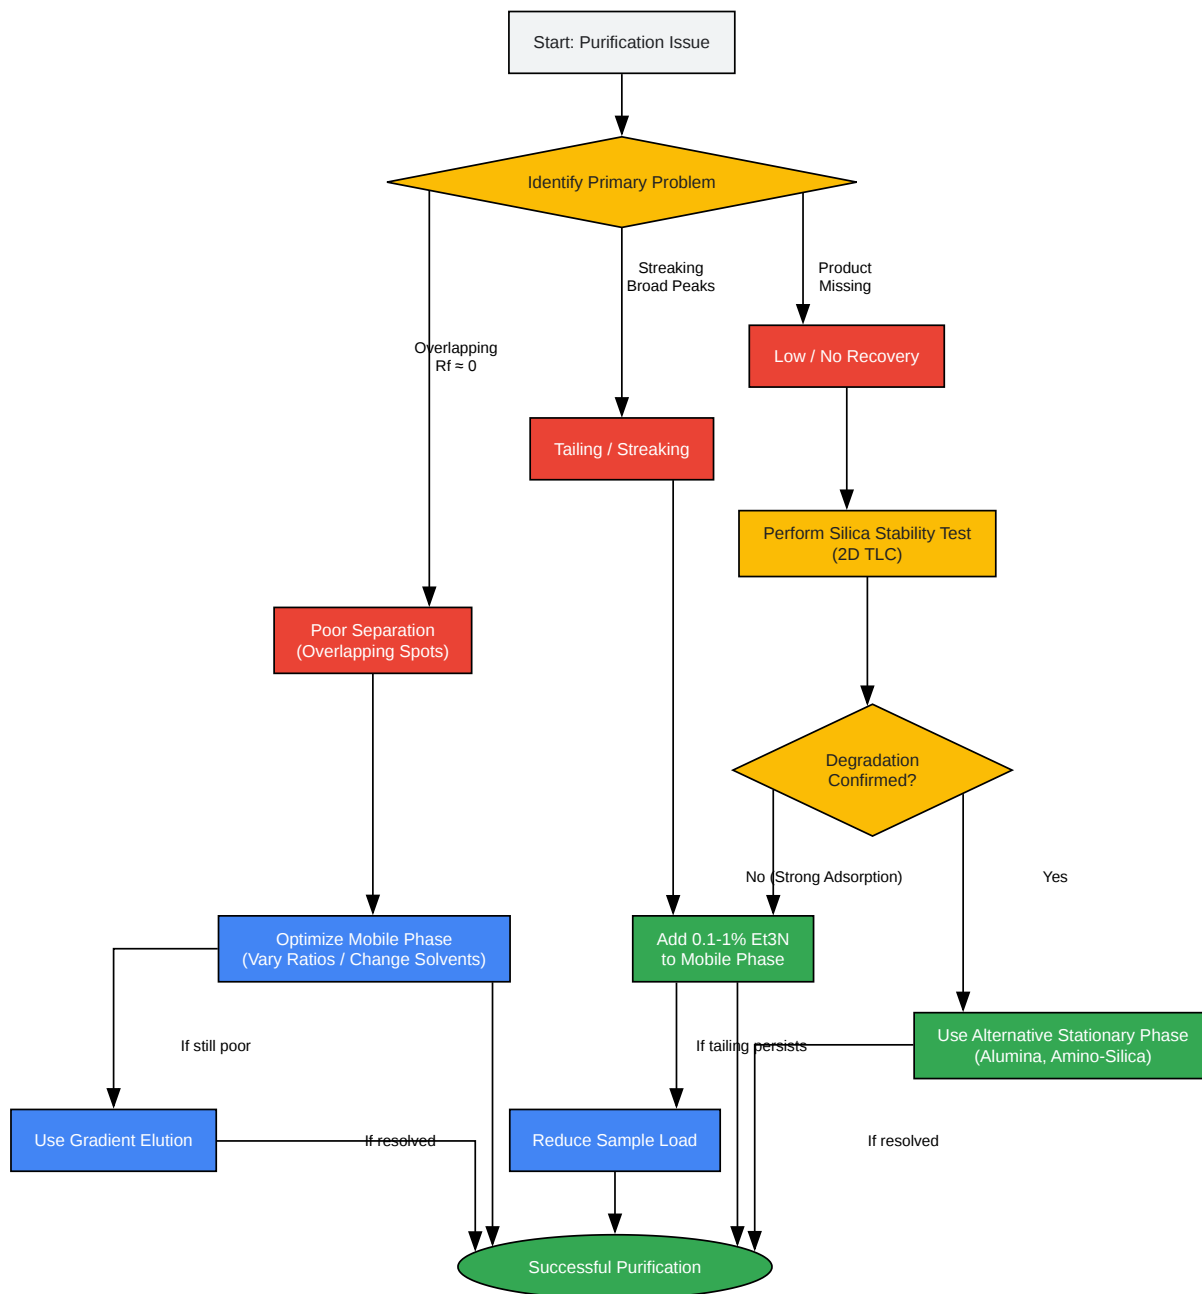 Start: Purification Issue
Identify Primary Problem
Streaking
Broad Peaks
Product
Missing
Overlapping
Rf ≈ 0
Low / No Recovery
Tailing / Streaking
Perform Silica Stability Test
(2D TLC)
Poor Separation
(Overlapping Spots)
Degradation
Confirmed?
No (Strong Adsorption)
Yes
Optimize Mobile Phase
(Vary Ratios / Change Solvents)
Add 0.1-1% Et3N
to Mobile Phase
Use Alternative Stationary Phase
(Alumina, Amino-Silica)
If still poor
If tailing persists
Use Gradient Elution
If resolved
Reduce Sample Load
If resolved
Successful Purification